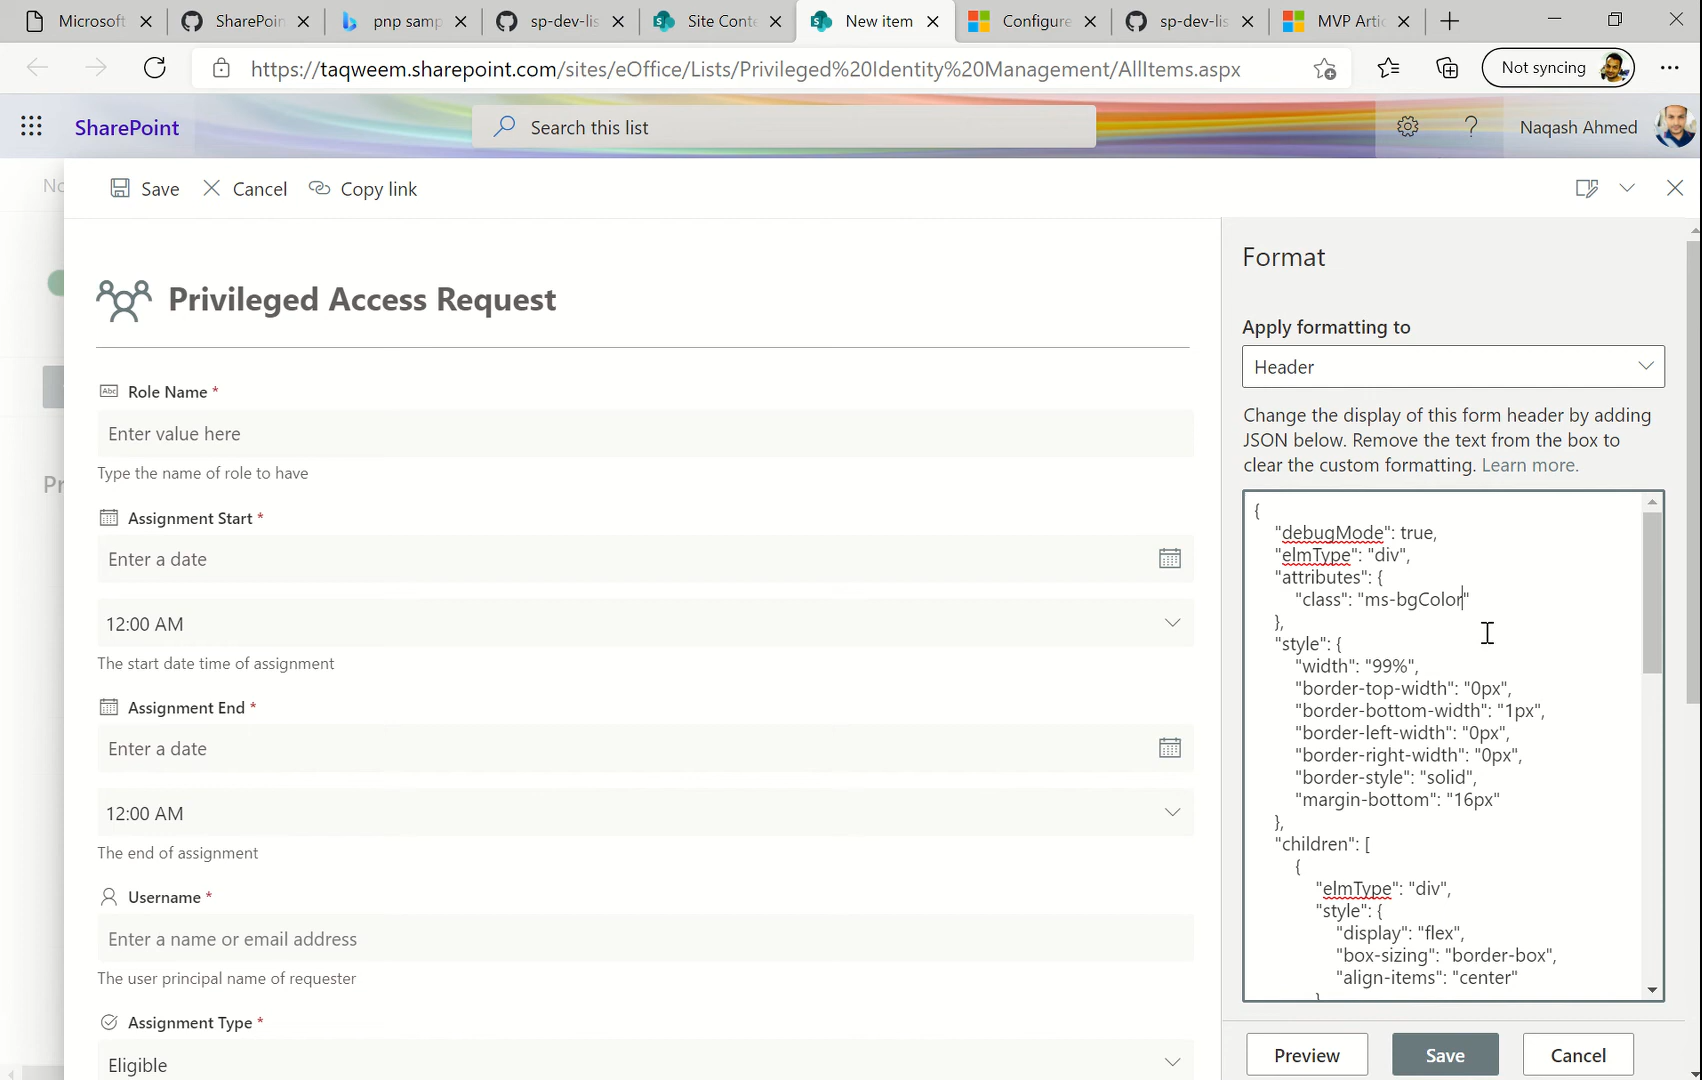 Microsoft
SharePoin
pnp samp
sp-dev-lis
Site Cont
New item
Configure
sp-dev-lis
MVP Artic
https://taqweem.sharepoint.com/sites/eOffice/Lists/Privileged%20Identity%20Management/AllItems.aspx
Not syncing
SharePoint
Search this list
Naqash Ahmed
Save
Cancel
Copy link
Format
Privileged Access Request
Apply formatting to
Header
Change the display of this form header by adding
JSON below. Remove the text from the box to
clear the custom formatting. Learn more.
Abc Role Name *
Enter value here
Type the name of role to have
Assignment Start *
Enter a date
12:00 AM
The start date time of assignment
Assignment End *
Enter a date
12:00 AM
The end of assignment
Username *
Enter a name or email address
The user principal name of requester
Assignment Type *
Eligible
{
"debugMode": true,
"elmType": "div",
"attributes": {
"class": "ms-bgColor"
},
"style": {
"width": "99%",
"border-top-width": "0px",
"border-bottom-width": "1px",
"border-left-width": "0px",
"border-right-width": "0px",
"border-style": "solid",
"margin-bottom": "16px"
},
"children": [
{
"elmType": "div",
"style": {
"display": "flex",
"box-sizing": "border-box",
"align-items": "center"
}
Preview
Save
Cancel
No
Pr